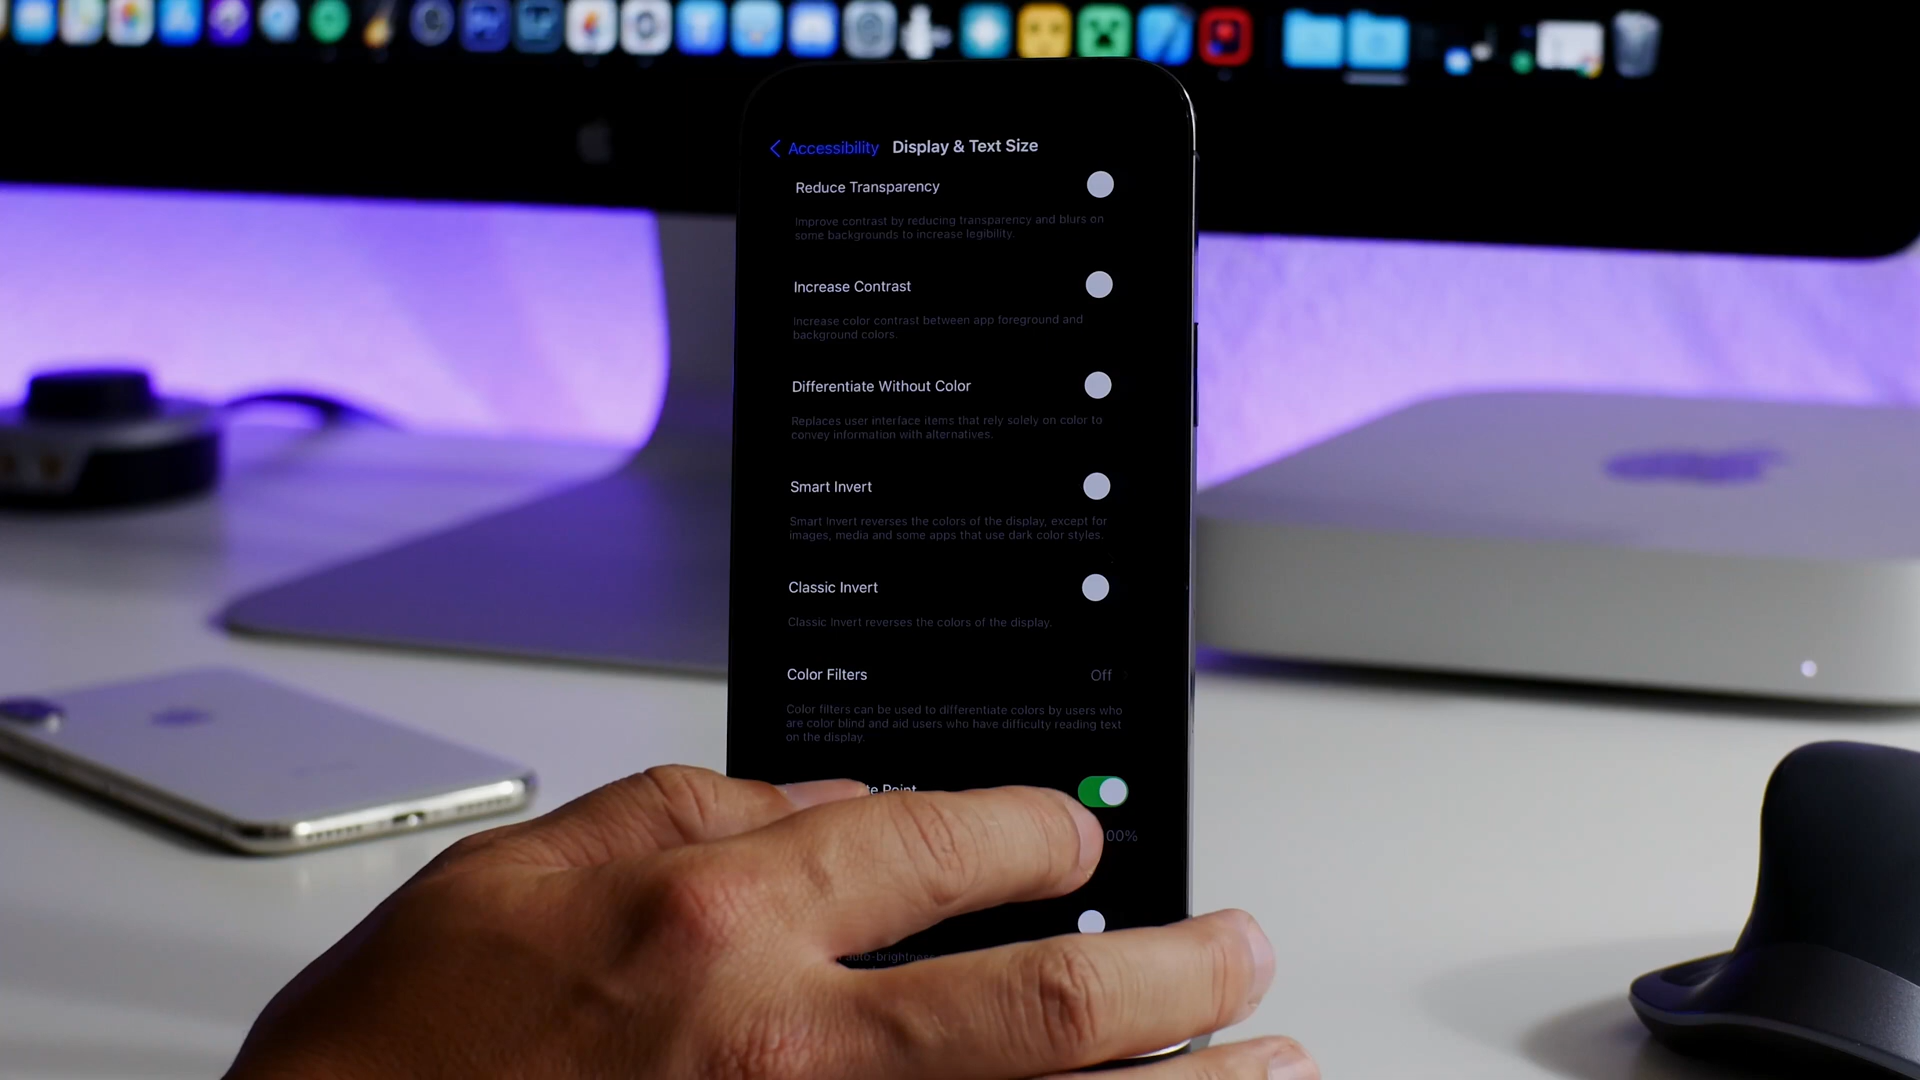 Accessibility Display & Text Size
Reduce Transparency
Improve contrast by reducing transparency and blurs on
some backgrounds to increase legibility.
Increase Contrast
Increase color contrast between app foreground and
background colors.
Differentiate Without Color
Replaces user interface items that rely solely on color to
convey information with alternatives.
Smart Invert
Smart Invert reverses the colors of the display, except for
images, media and some apps that use dark color styles.
Classic Invert
Classic Invert reverses the colors of the display.
Color Filters Off
Color filters can be used to differentiate colors by users who
are color blind and aid users who have difficulty reading text
on the display.
Point
00%
auto-brightness